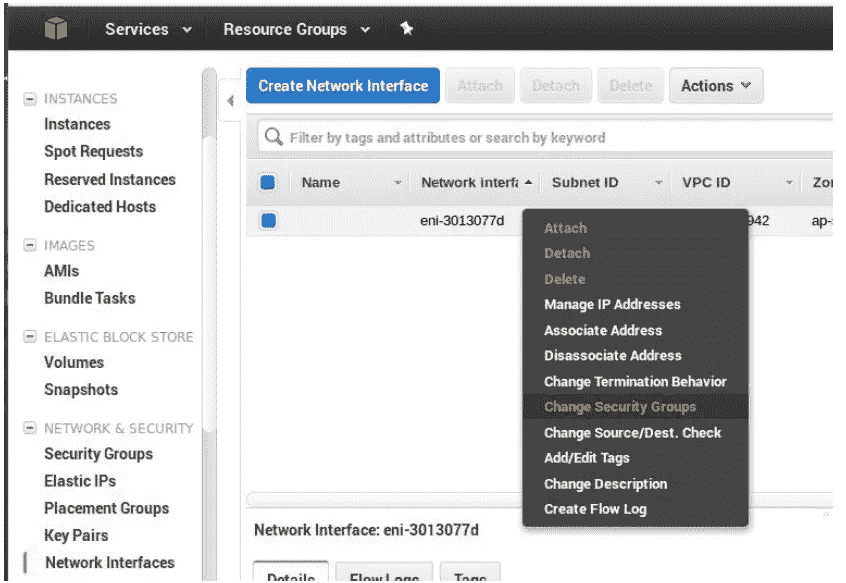 Services
Resource Groups
Create Network Interface
Attach
Detach
Delete
Actions
Filter by tags and attributes or search by keyword
Name
Network interfa
Subnet ID
VPC ID
Zo
eni-3013077d
942
ap-
INSTANCES
Instances
Spot Requests
Reserved Instances
Dedicated Hosts
IMAGES
AMIs
Bundle Tasks
ELASTIC BLOCK STORE
Volumes
Snapshots
NETWORK & SECURITY
Security Groups
Elastic IPs
Placement Groups
Key Pairs
Network Interfaces
Attach
Detach
Delete
Manage IP Addresses
Associate Address
Disassociate Address
Change Termination Behavior
Change Security Groups
Change Source/Dest. Check
Add/Edit Tags
Change Description
Create Flow Log
Network Interface: eni-3013077d
Details
Flow Logs
Tags